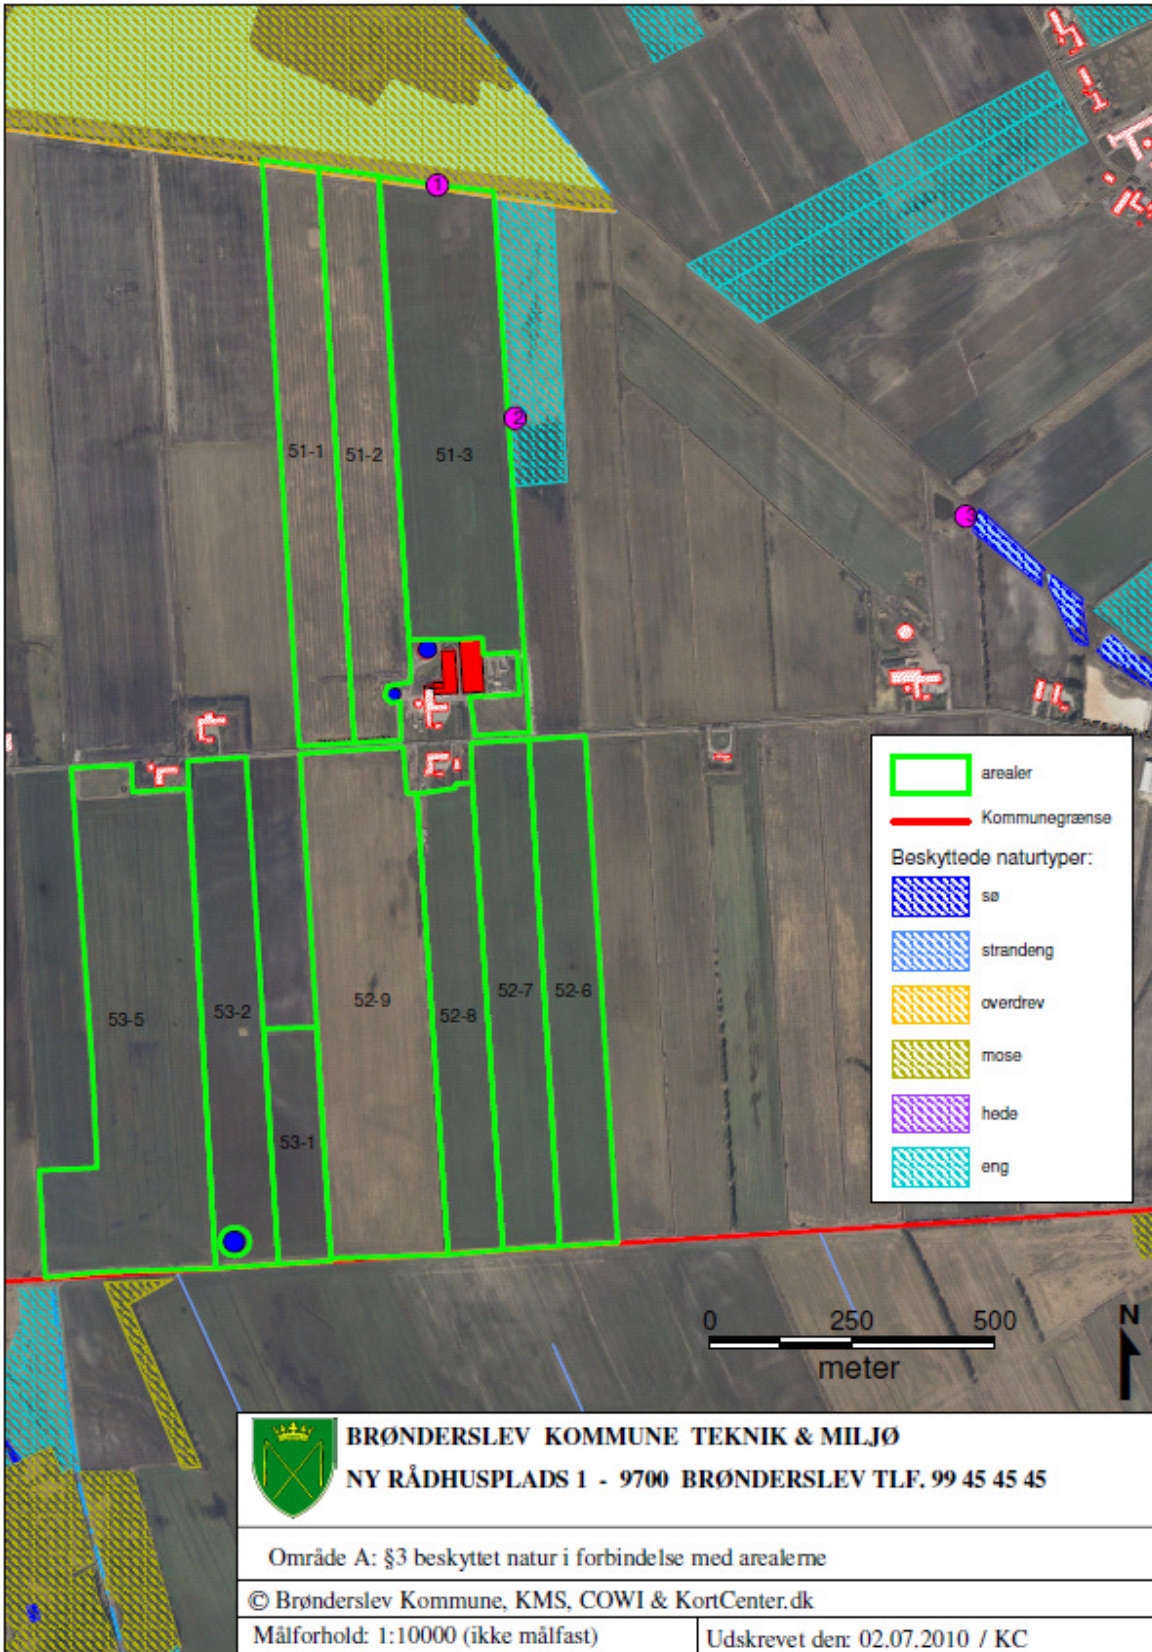 1
51-1
51-2
51-3
2
3
arealer
Kommunegrænse
Beskyttede naturtyper:
sø
strandeng
overdrev
mose
hede
eng
53-5
53-2
52-9
52-8
52-7
52-6
53-1
0 250 500
meter
N
BRØNDERSLEV KOMMUNE TEKNIK & MILJØ
NY RÅDHUSPLADS 1 - 9700 BRØNDERSLEV TLF. 99 45 45 45
Område A: §3 beskyttet natur i forbindelse med arealerne
© Brønderslev Kommune, KMS, COWI & KortCenter.dk
Målforhold: 1:10000 (ikke målfast)
Udskrevet den: 02.07.2010 / KC